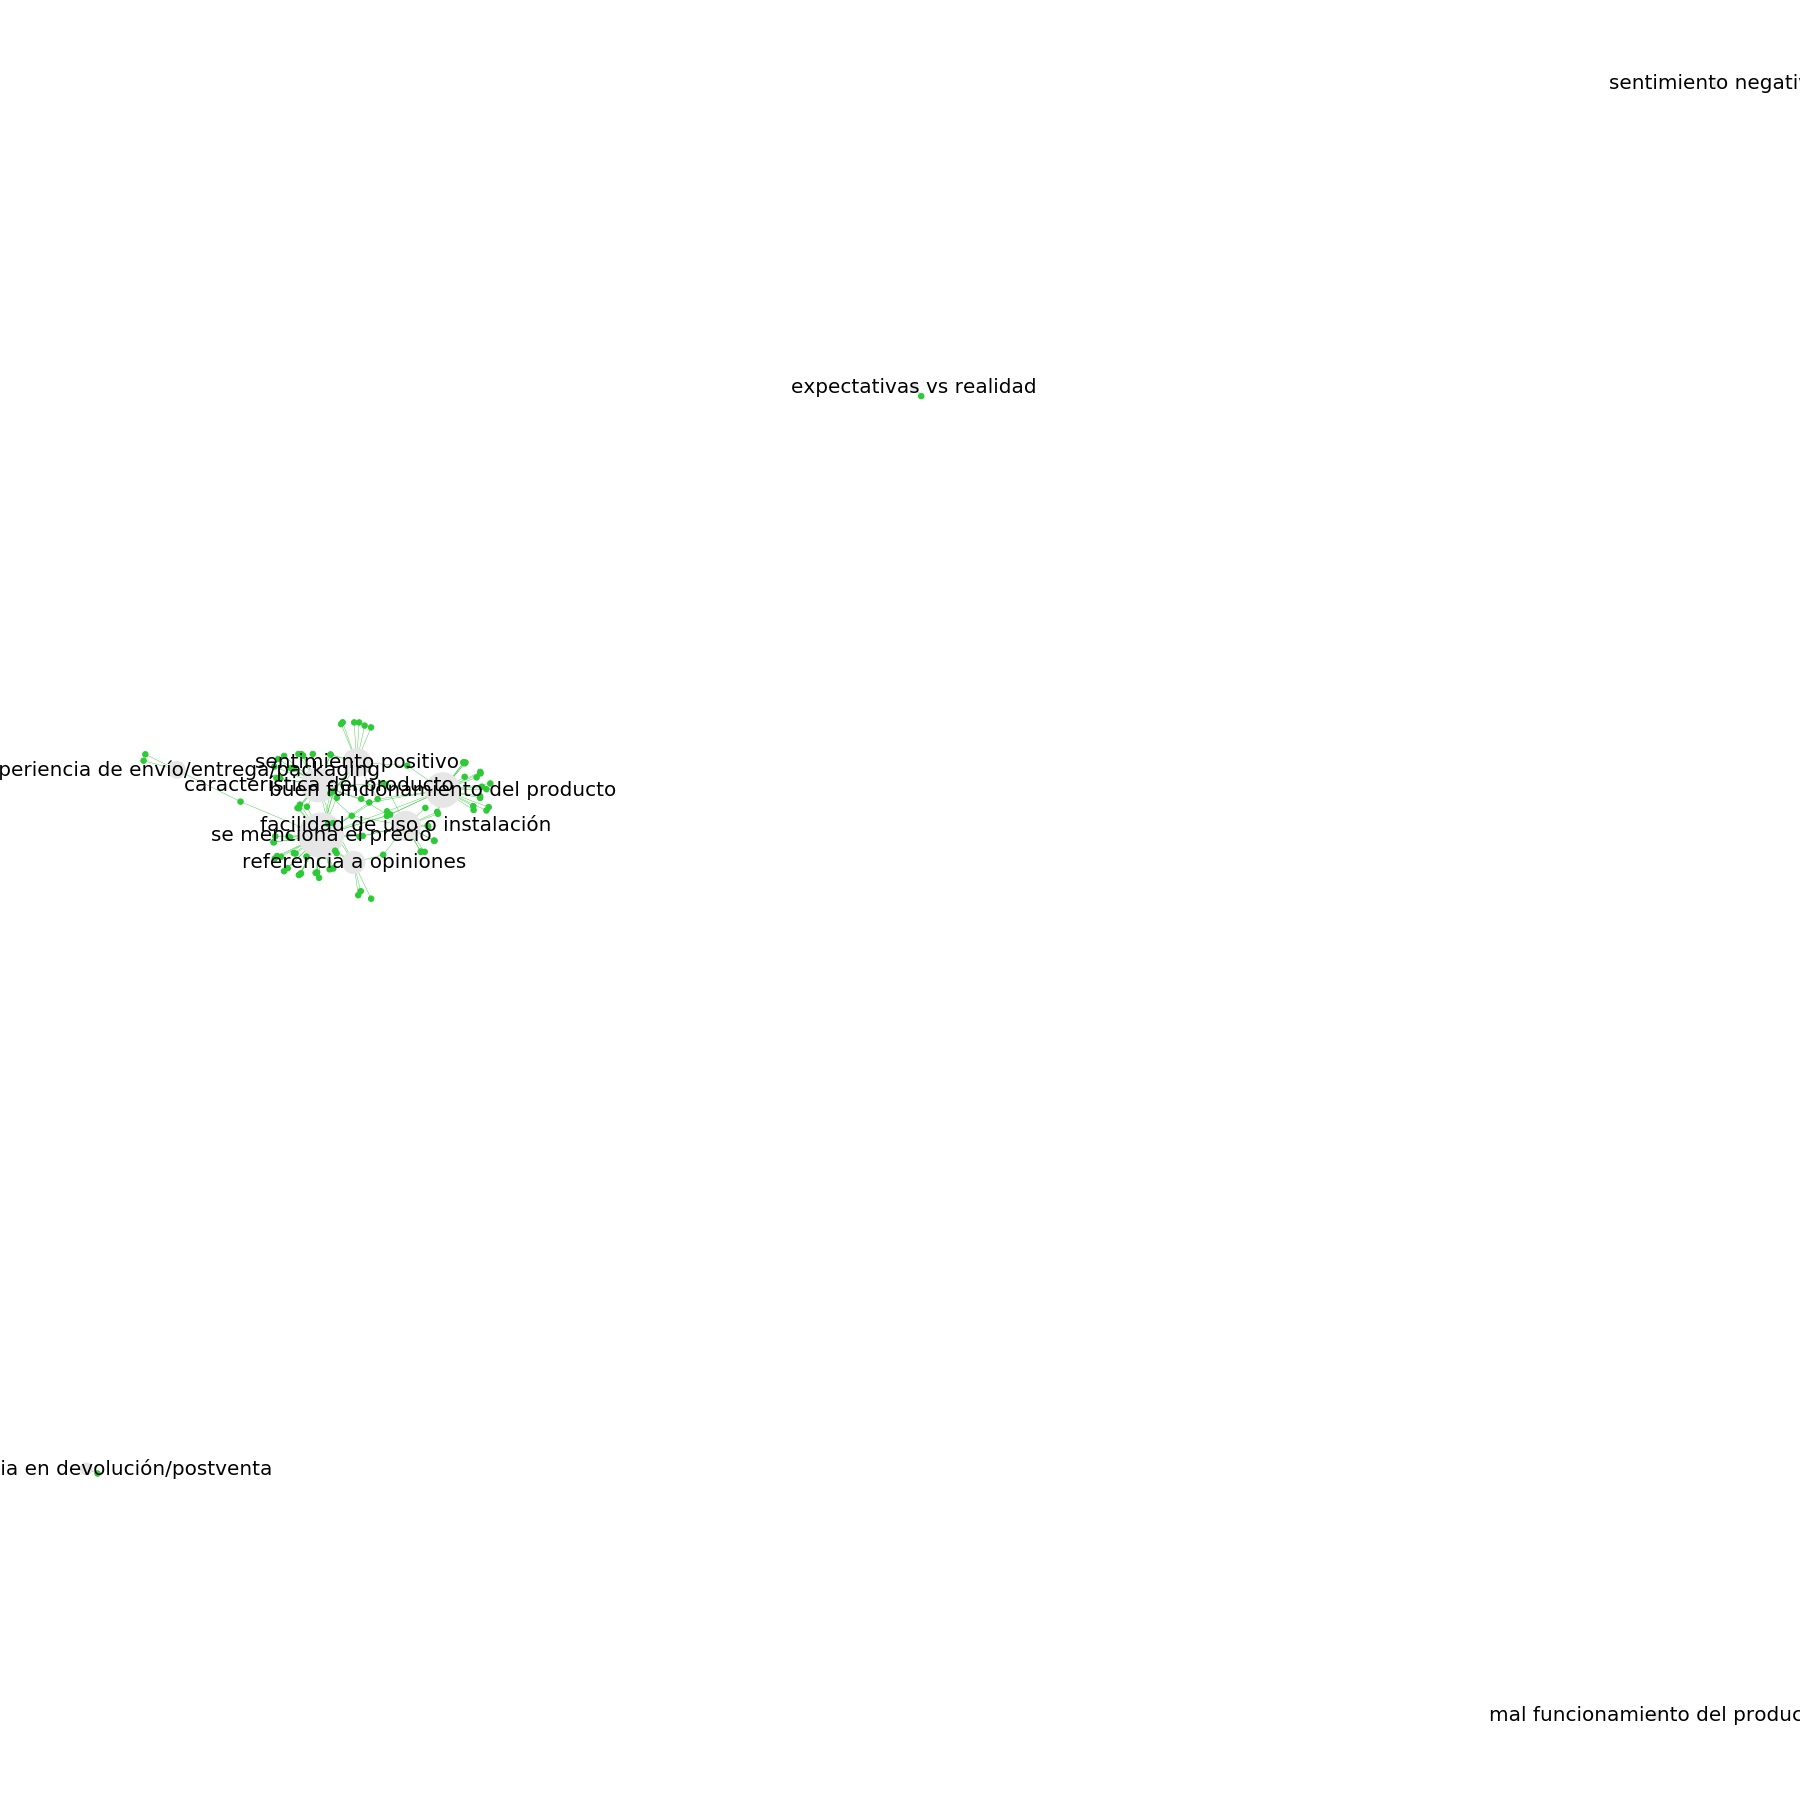 sentimiento negativ
expectativas vs realidad
sentimiento positivo
periencia de envío/entrega/packaging
característica del producto
buen funcionamiento del producto
facilidad de uso o instalación
se menciona el precio
referencia a opiniones
ia en devolución/postventa
mal funcionamiento del produc